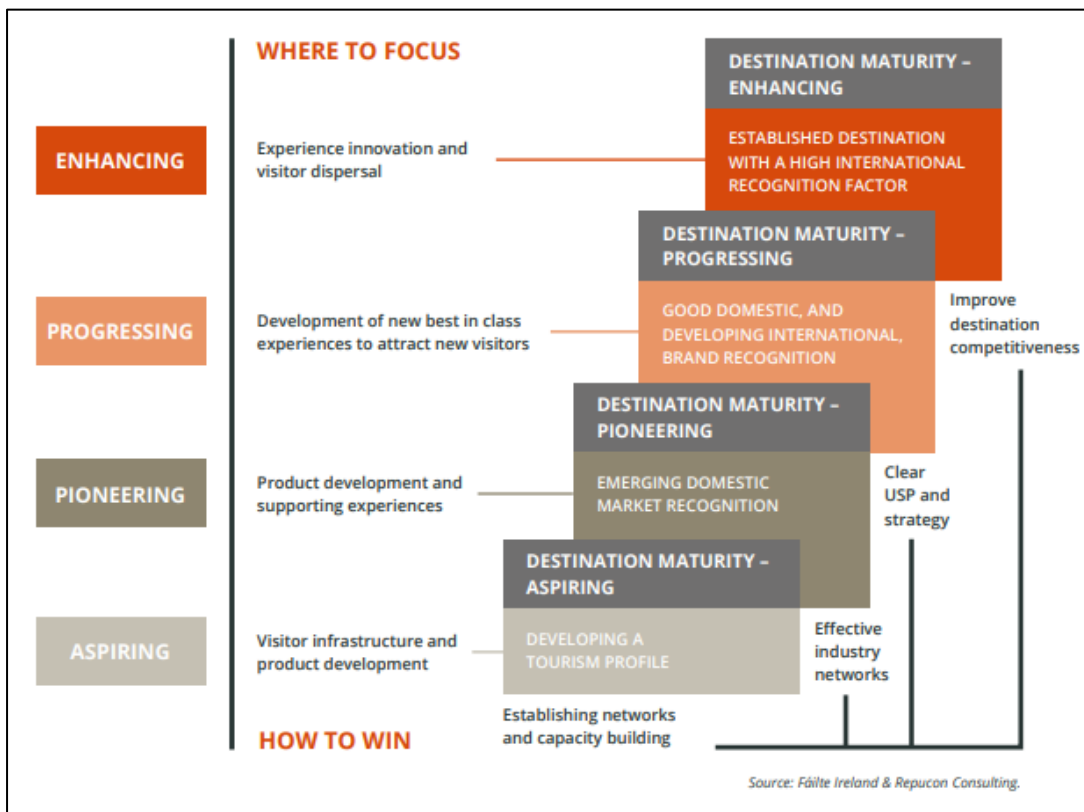 WHERE TO FOCUS
DESTINATION MATURITY –
ENHANCING
ENHANCING
Experience innovation and
visitor dispersal
ESTABLISHED DESTINATION
WITH A HIGH INTERNATIONAL
RECOGNITION FACTOR
DESTINATION MATURITY –
PROGRESSING
PROGRESSING
Development of new best in class
experiences to attract new visitors
GOOD DOMESTIC, AND
DEVELOPING INTERNATIONAL,
BRAND RECOGNITION
Improve
destination
competitiveness
DESTINATION MATURITY –
PIONEERING
PIONEERING
Product development and
supporting experiences
EMERGING DOMESTIC
MARKET RECOGNITION
Clear
USP and
strategy
DESTINATION MATURITY –
ASPIRING
ASPIRING
Visitor infrastructure and
product development
DEVELOPING A
TOURISM PROFILE
Effective
industry
networks
HOW TO WIN
Establishing networks
and capacity building
Source: Fáilte Ireland & Repucon Consulting.